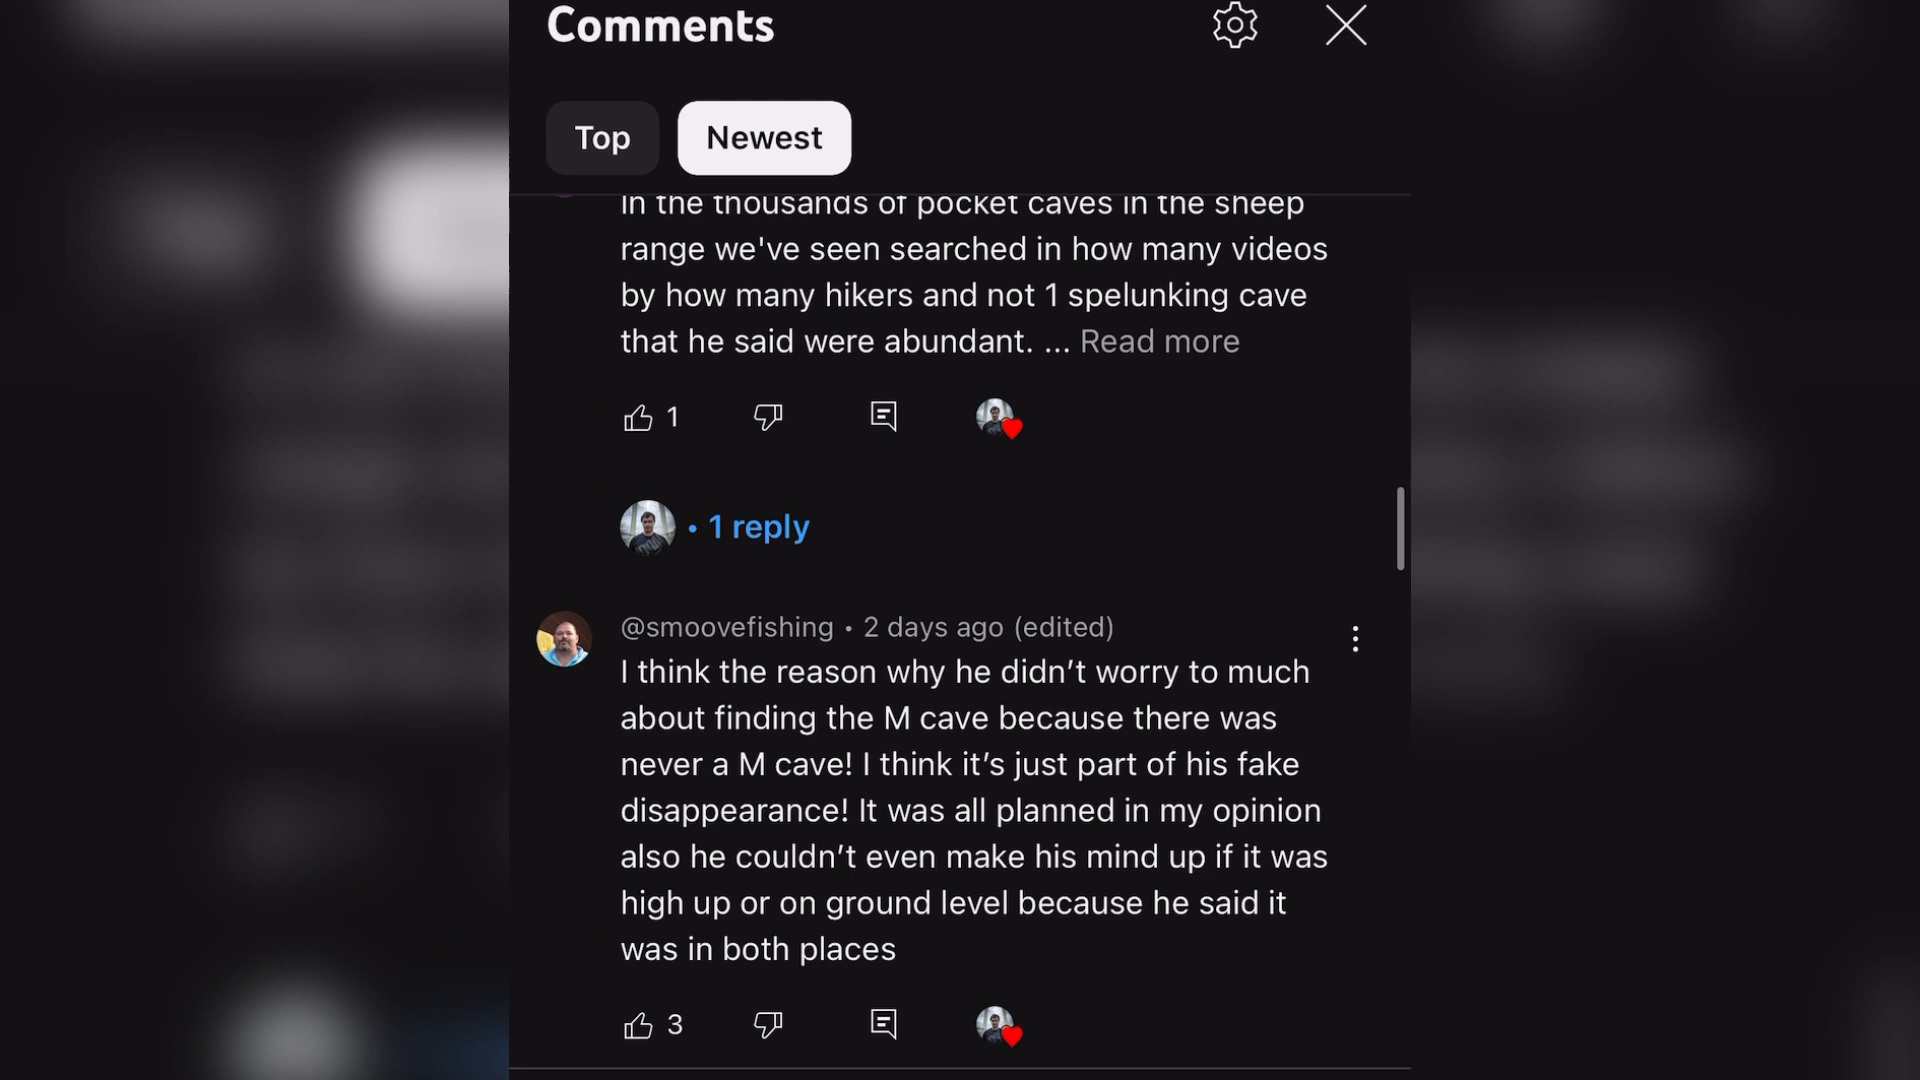 Comments
Top
Newest
in the thousands of pocket caves in the sheep
range we've seen searched in how many videos
by how many hikers and not 1 spelunking cave
that he said were abundant. ... Read more
1
• 1 reply
@smoovefishing • 2 days ago (edited)
I think the reason why he didn’t worry to much
about finding the M cave because there was
never a M cave! I think it’s just part of his fake
disappearance! It was all planned in my opinion
also he couldn’t even make his mind up if it was
high up or on ground level because he said it
was in both places
3